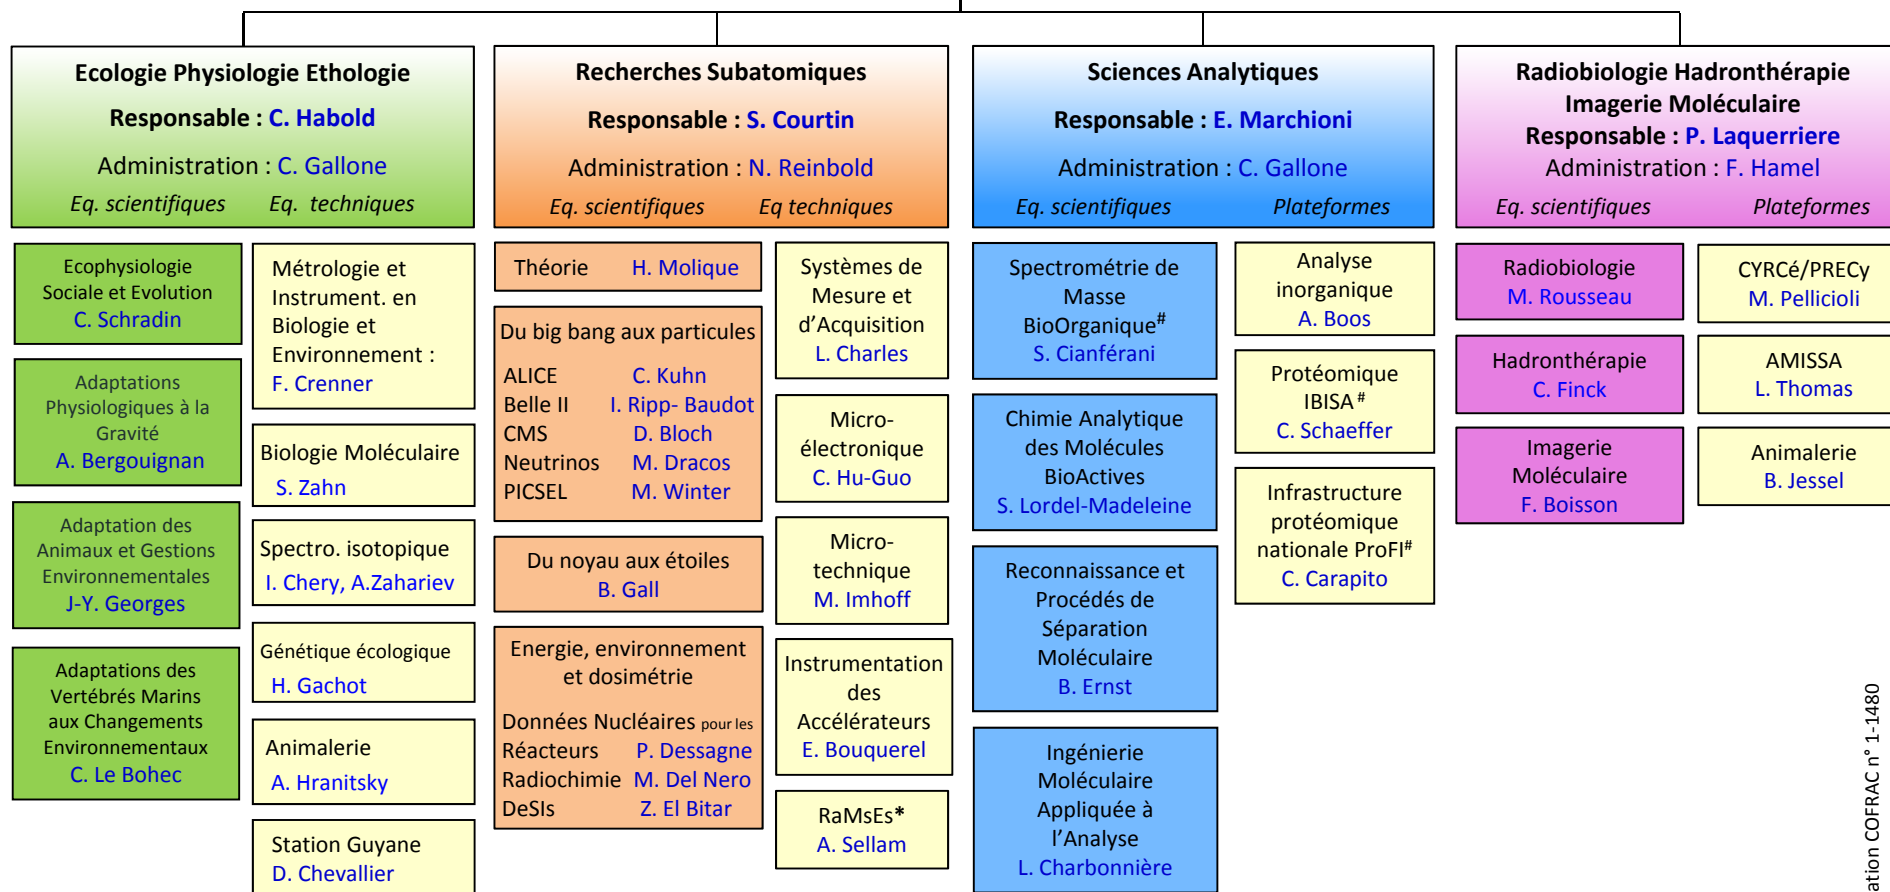 Ecologie Physiologie Ethologie
Responsable : C. Habold
Administration : C. Gallone
Eq. scientifiques Eq. techniques
Ecophysiologie
Sociale et Evolution
C. Schradin
Adaptations
Physiologiques à la
Gravité
A. Bergouignan
Adaptation des
Animaux et Gestions
Environnementales
J-Y. Georges
Adaptations des
Vertébrés Marins
aux Changements
Environnementaux
C. Le Bohec
Métrologie et
Instrument. en
Biologie et
Environnement :
F. Crenner
Biologie Moléculaire
S. Zahn
Spectro. isotopique
I. Chery, A.Zahariev
Génétique écologique
H. Gachot
Animalerie
A. Hranitsky
Station Guyane
D. Chevallier
Recherches Subatomiques
Responsable : S. Courtin
Administration : N. Reinbold
Eq. scientifiques Eq techniques
Théorie H. Molique
Du big bang aux particules
ALICE C. Kuhn
Belle II I. Ripp- Baudot
CMS D. Bloch
Neutrinos M. Dracos
PICSEL M. Winter
Du noyau aux étoiles
B. Gall
Energie, environnement
et dosimétrie
Données Nucléaires pour les
Réacteurs P. Dessagne
Radiochimie M. Del Nero
DeSIs Z. El Bitar
Systèmes de
Mesure et
d’Acquisition
L. Charles
Micro-
électronique
C. Hu-Guo
Micro-
technique
M. Imhoff
Instrumentation
des
Accélérateurs
E. Bouquerel
RaMsEs*
A. Sellam
Sciences Analytiques
Responsable : E. Marchioni
Administration : C. Gallone
Eq. scientifiques Plateformes
Spectrométrie de
Masse
BioOrganique#
S. Cianférani
Chimie Analytique
des Molécules
BioActives
S. Lordel-Madeleine
Reconnaissance et
Procédés de
Séparation
Moléculaire
B. Ernst
Ingénierie
Moléculaire
Appliquée à
l’Analyse
L. Charbonnière
Analyse
inorganique
A. Boos
Protéomique
IBISA #
C. Schaeffer
Infrastructure
protéomique
nationale ProFI#
C. Carapito
Radiobiologie Hadronthérapie
Imagerie Moléculaire
Responsable : P. Laquerriere
Administration : F. Hamel
Eq. scientifiques Plateformes
Radiobiologie
M. Rousseau
Hadronthérapie
C. Finck
Imagerie
Moléculaire
F. Boisson
CYRCé/PRECy
M. Pellicioli
AMISSA
L. Thomas
Animalerie
B. Jessel
ation COFRAC n° 1-1480